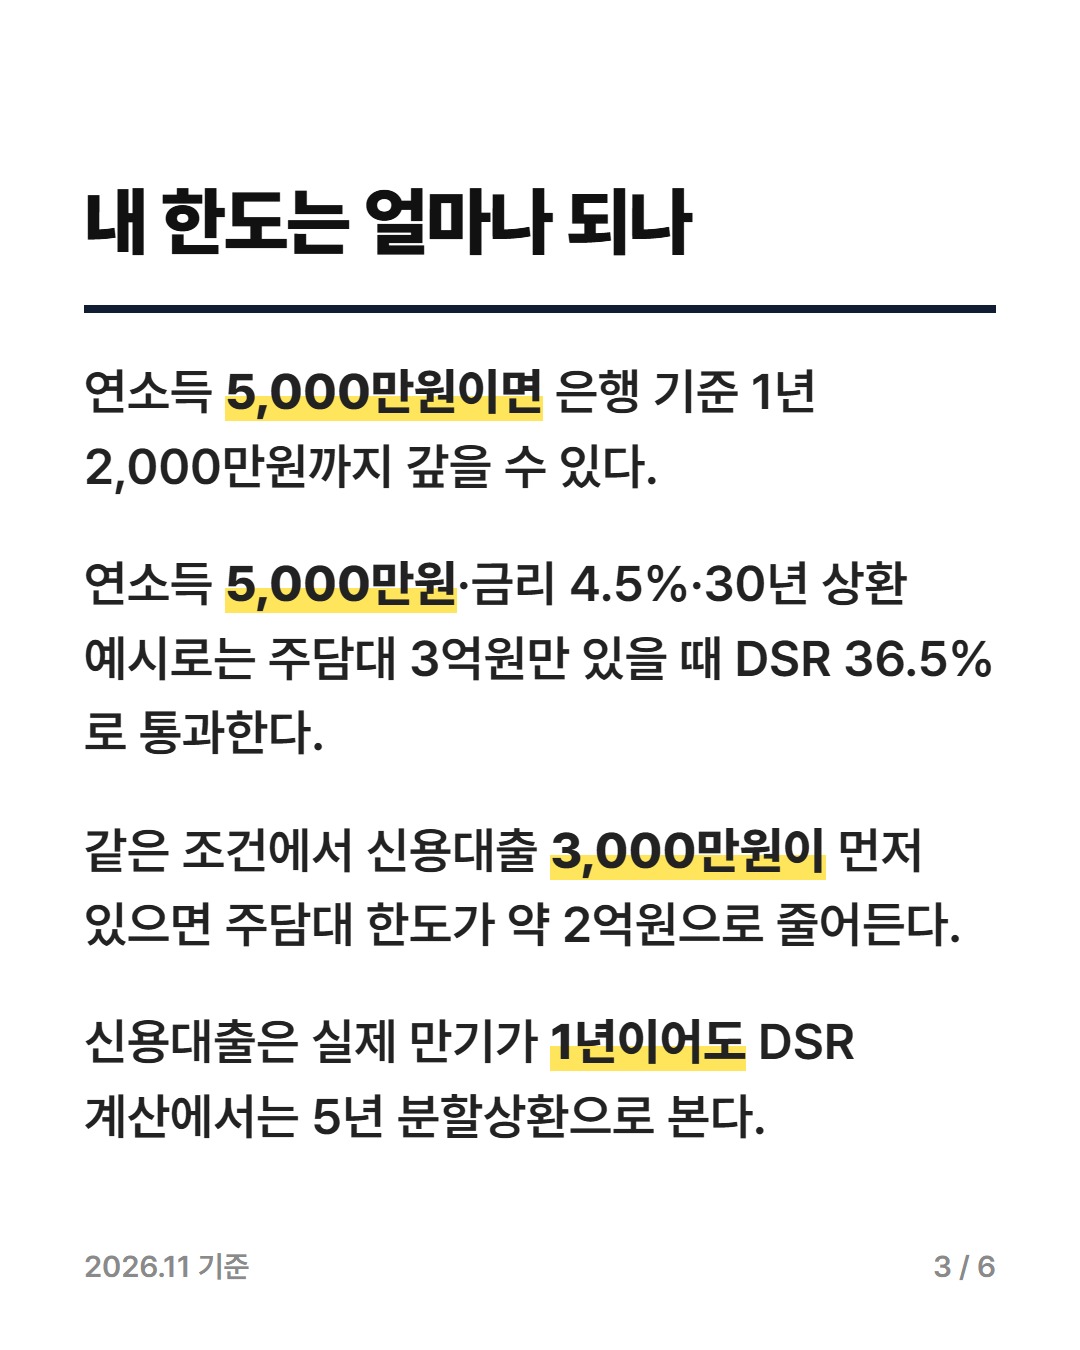 내 한도는 얼마나 되나
연소득 5,000만원이면 은행 기준 1년
2,000만원까지 갚을 수 있다.
연소득 5,000만원·금리 4.5%·30년 상환
예시로는 주담대 3억원만 있을 때 DSR 36.5%
로 통과한다.
같은 조건에서 신용대출 3,000만원이 먼저
있으면 주담대 한도가 약 2억원으로 줄어든다.
신용대출은 실제 만기가 1년이어도 DSR
계산에서는 5년 분할상환으로 본다.
2026.11 기준
3 / 6